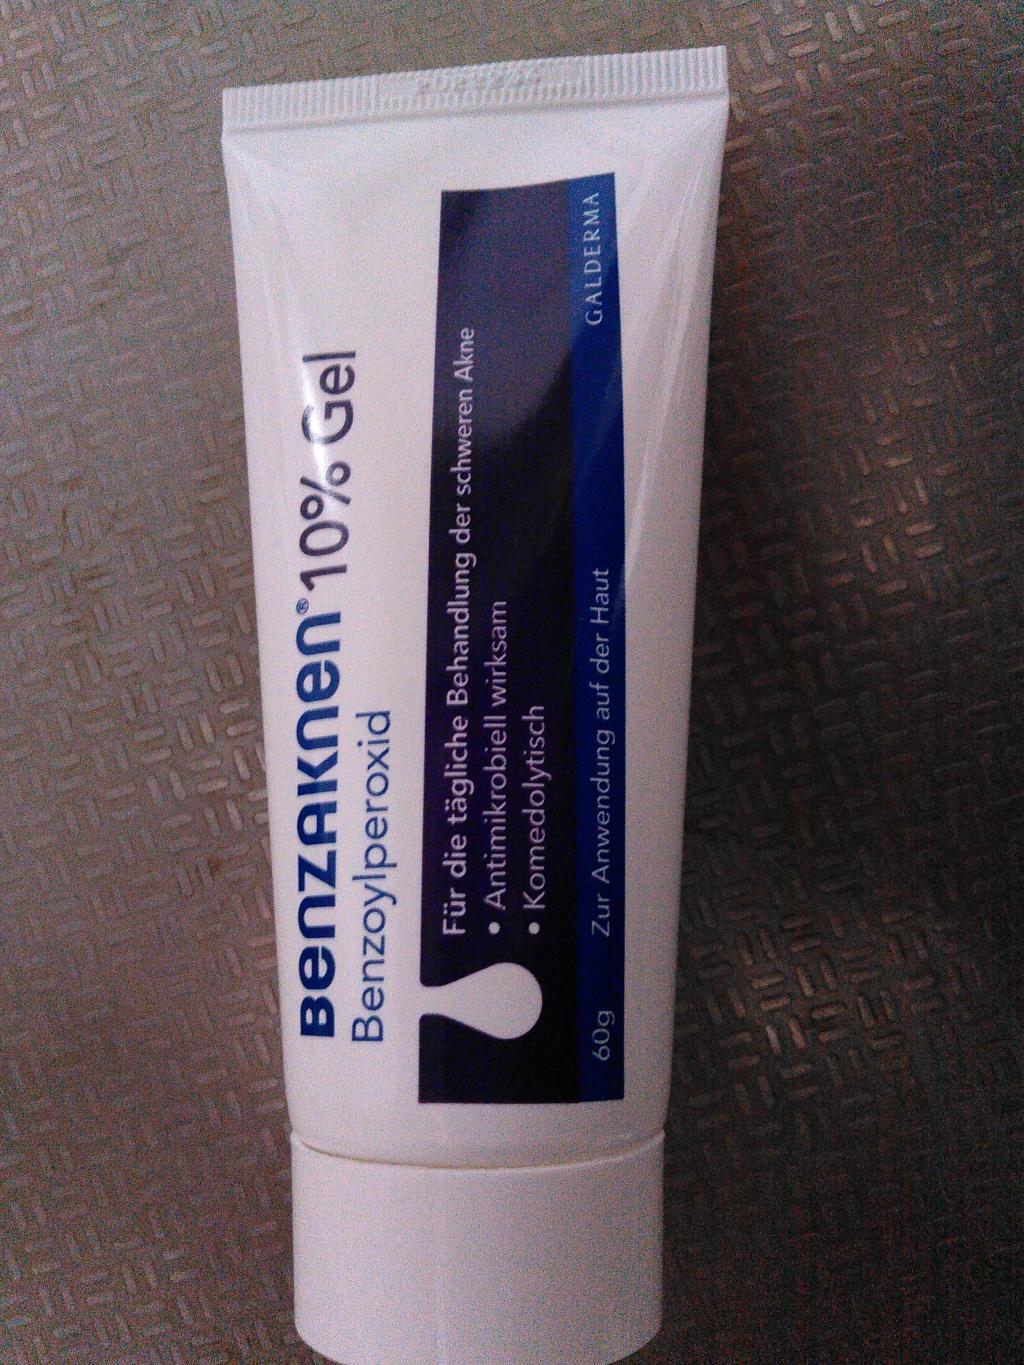 Benzaknen® 10% Gel
Benzoylperoxid
Für die tägliche Behandlung der schweren Akne
• Antimikrobiell wirksam
• Komedolytisch
60g Zur Anwendung auf der Haut GALDERMA